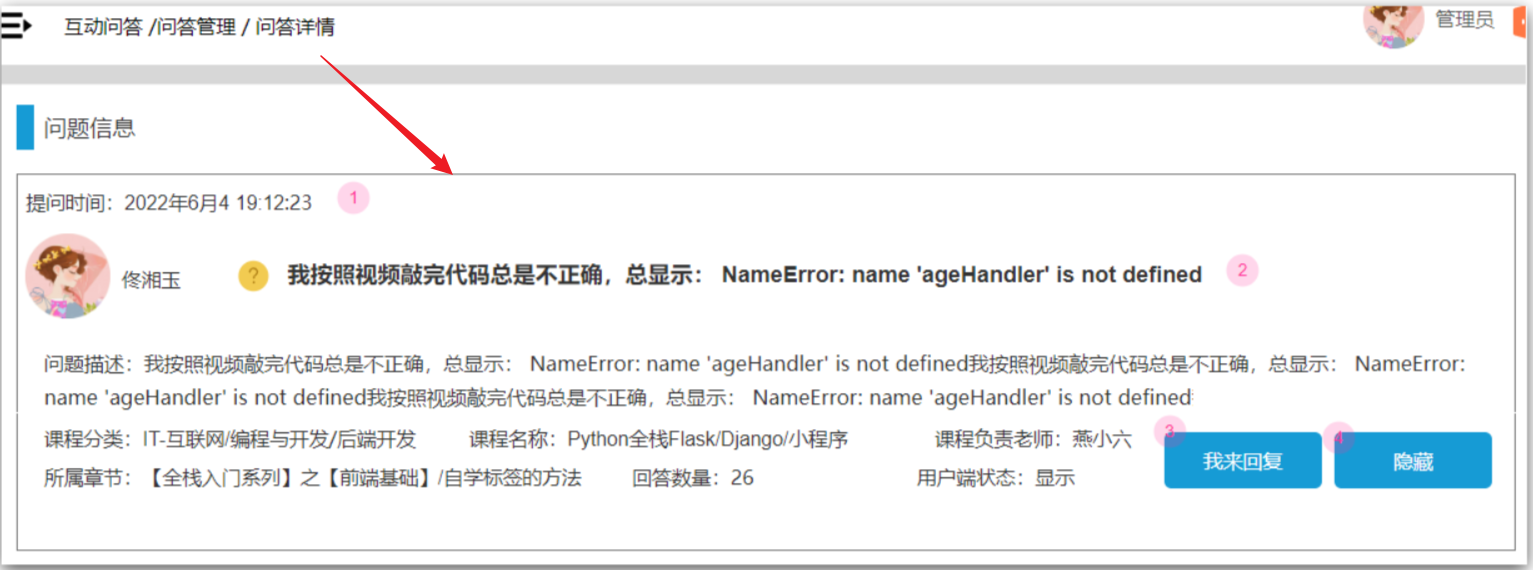 互动问答 /问答管理 / 问答详情
管理员
问题信息
提问时间：2022年6月4 19:12:23
1
佟湘玉
?
我按照视频敲完代码总是不正确，总显示： NameError: name 'ageHandler' is not defined
2
问题描述：我按照视频敲完代码总是不正确，总显示： NameError: name 'ageHandler' is not defined我按照视频敲完代码总是不正确，总显示： NameError:
name 'ageHandler' is not defined我按照视频敲完代码总是不正确，总显示： NameError: name 'ageHandler' is not defined
课程分类：IT-互联网/编程与开发/后端开发 课程名称：Python全栈Flask/Django/小程序 课程负责老师：燕小六
3
我来回复
4
隐藏
所属章节：【全栈入门系列】之【前端基础】/自学标签的方法 回答数量：26 用户端状态：显示